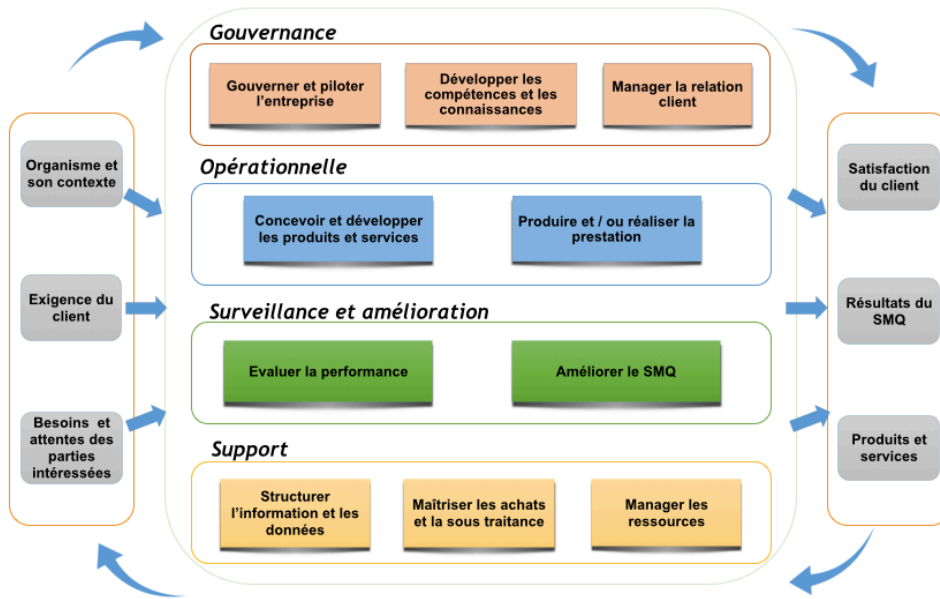 Gouvernance
Gouverner et piloter
l'entreprise
Développer les
compétences et les
connaissances
Manager la relation
client
Organisme et
son contexte
Exigence du
client
Besoins et
attentes des
parties
intéressées
Opérationnelle
Concevoir et développer
les produits et services
Produire et / ou réaliser la
prestation
Surveillance et amélioration
Evaluer la performance
Améliorer le SMQ
Support
Structurer
l'information et les
données
Maîtriser les achats
et la sous traitance
Manager les
ressources
Satisfaction
du client
Résultats du
SMQ
Produits et
services